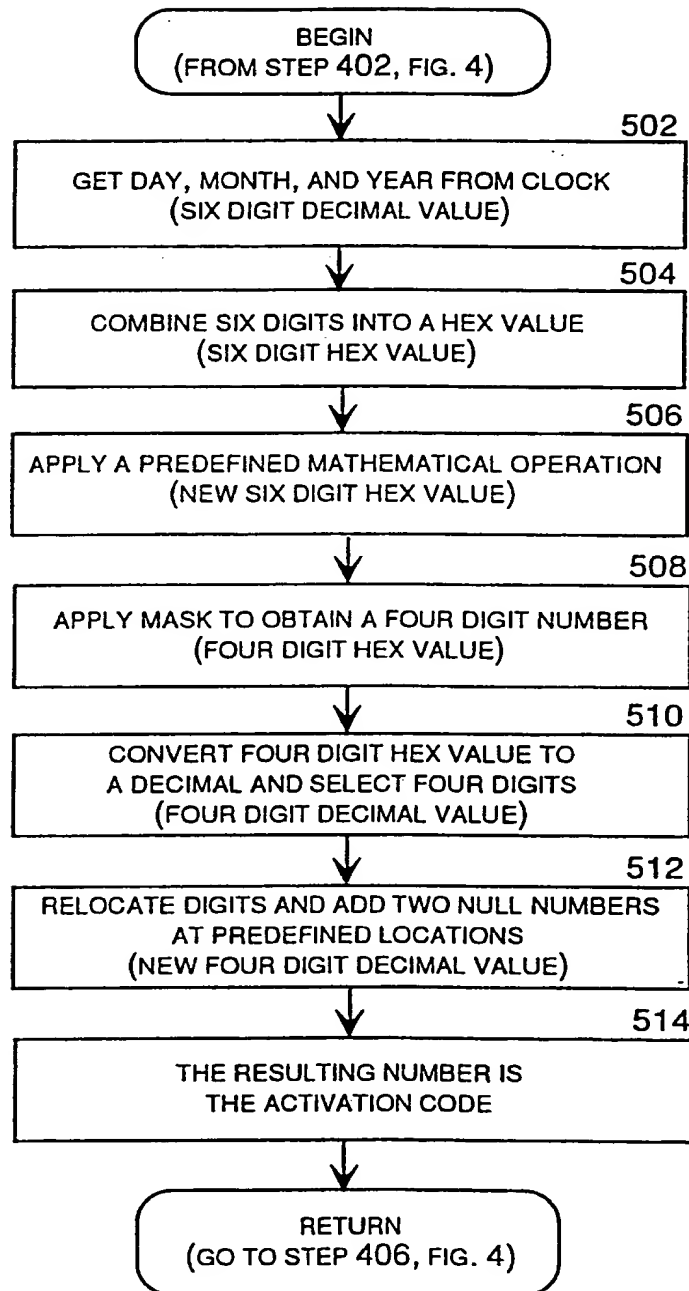 BEGIN
(FROM STEP 402, FIG. 4)
502
GET DAY, MONTH, AND YEAR FROM CLOCK
(SIX DIGIT DECIMAL VALUE)
504
COMBINE SIX DIGITS INTO A HEX VALUE
(SIX DIGIT HEX VALUE)
506
APPLY A PREDEFINED MATHEMATICAL OPERATION
(NEW SIX DIGIT HEX VALUE)
508
APPLY MASK TO OBTAIN A FOUR DIGIT NUMBER
(FOUR DIGIT HEX VALUE)
510
CONVERT FOUR DIGIT HEX VALUE TO
A DECIMAL AND SELECT FOUR DIGITS
(FOUR DIGIT DECIMAL VALUE)
512
RELOCATE DIGITS AND ADD TWO NULL NUMBERS
AT PREDEFINED LOCATIONS
(NEW FOUR DIGIT DECIMAL VALUE)
514
THE RESULTING NUMBER IS
THE ACTIVATION CODE
RETURN
(GO TO STEP 406, FIG. 4)